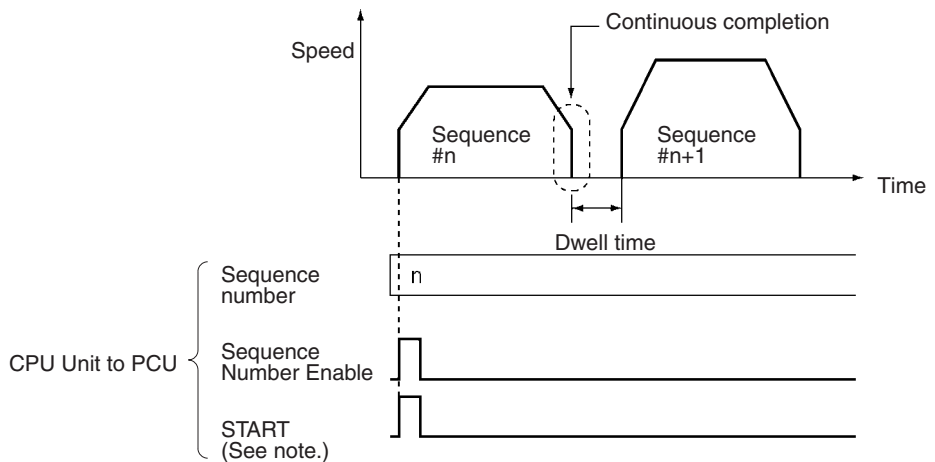 Continuous completion
Speed
Sequence
#n
Sequence
#n+1
Time
Dwell time
Sequence
number
n
CPU Unit to PCU
Sequence
Number Enable
START
(See note.)